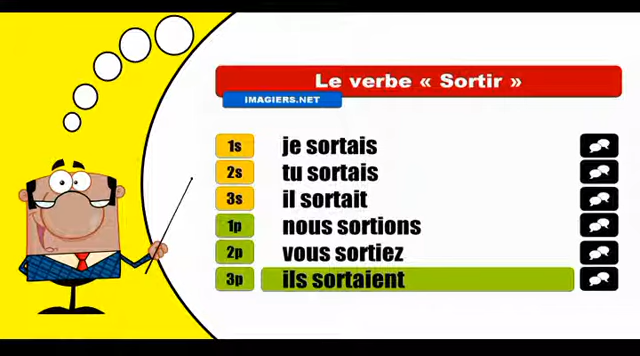 Le verbe « Sortir »
IMAGIERS.NET
1s je sortais
2s tu sortais
3s il sortait
1p nous sortions
2p vous sortiez
3p ils sortaient